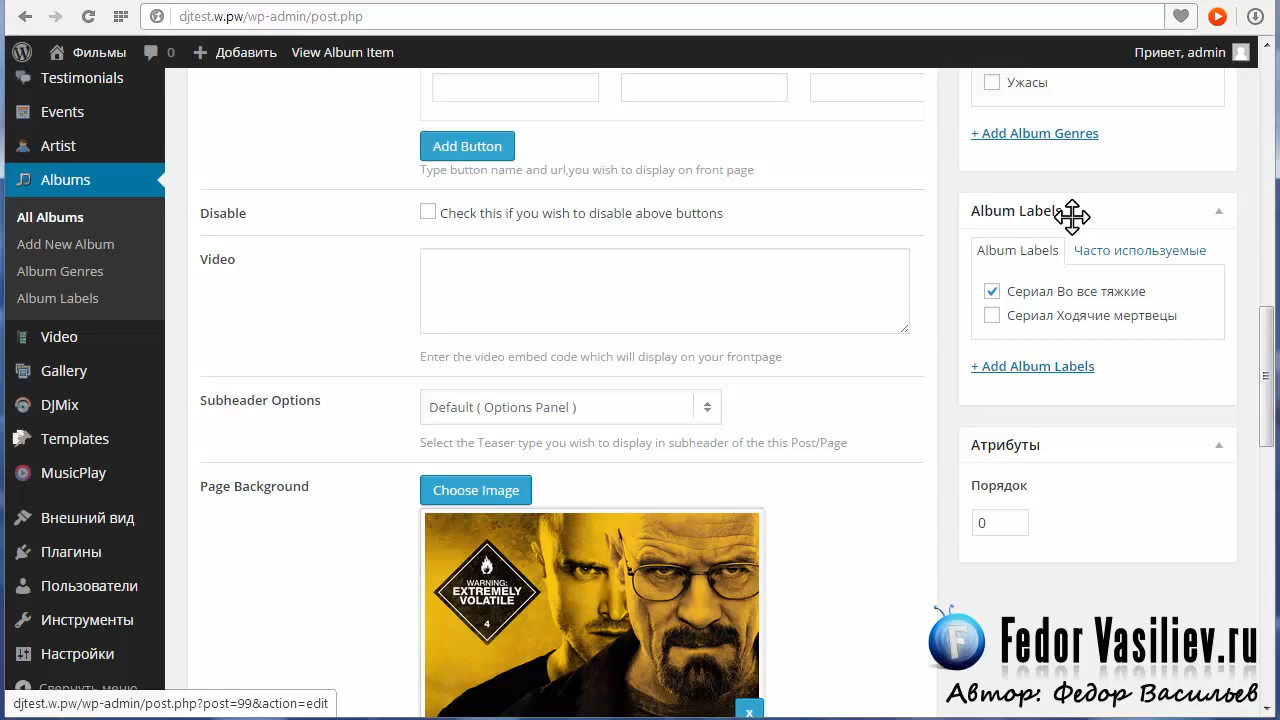 djtest.w.pw/wp-admin/post.php
Фильмы
0
Добавить
View Album Item
Привет, admin
Testimonials
Events
Artist
Albums
All Albums
Add New Album
Album Genres
Album Labels
Video
Gallery
DJMix
Templates
MusicPlay
Внешний вид
Плагины
Пользователи
Инструменты
Настройки
Свернуть меню
djtest.w.pw/wp-admin/post.php?post=99&action=edit
Add Button
Type button name and url,you wish to display on front page
Disable
Check this if you wish to disable above buttons
Video
Enter the video embed code which will display on your frontpage
Subheader Options
Default ( Options Panel )
Select the Teaser type you wish to display in subheader of the this Post/Page
Page Background
Choose Image
WARNING:
EXTREMELY
VOLATILE
4
x
Ужасы
+ Add Album Genres
Album Labels
Album Labels
Часто используемые
Сериал Во все тяжкие
Сериал Ходячие мертвецы
+ Add Album Labels
Атрибуты
Порядок
0
F
Fedor Vasiliev.ru
Автор: Федор Васильев